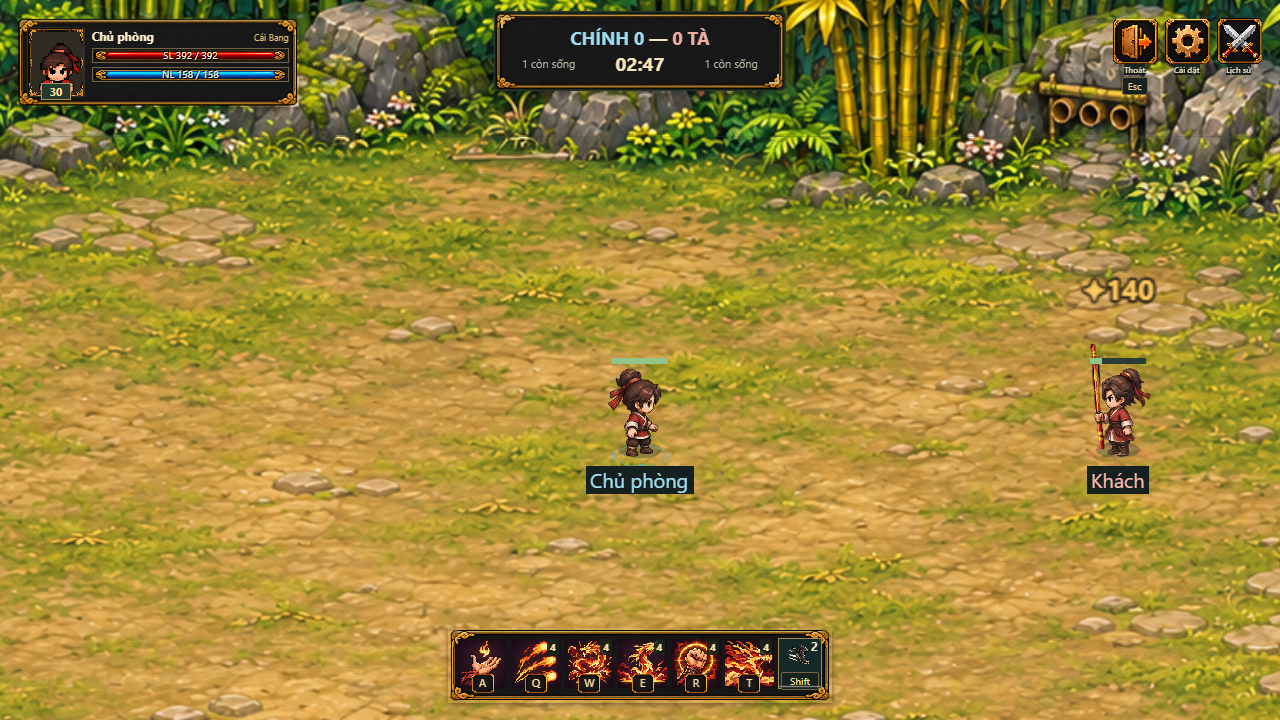 Chủ phòng
Cái Bang
SL 392 / 392
NL 158 / 158
30
CHÍNH 0 — 0 TÀ
1 còn sống
02:47
1 còn sống
Thoát
Cài đặt
Lịch sử
Esc
140
Chủ phòng
Khách
4
4
4
4
4
2
A
Q
W
E
R
T
Shift